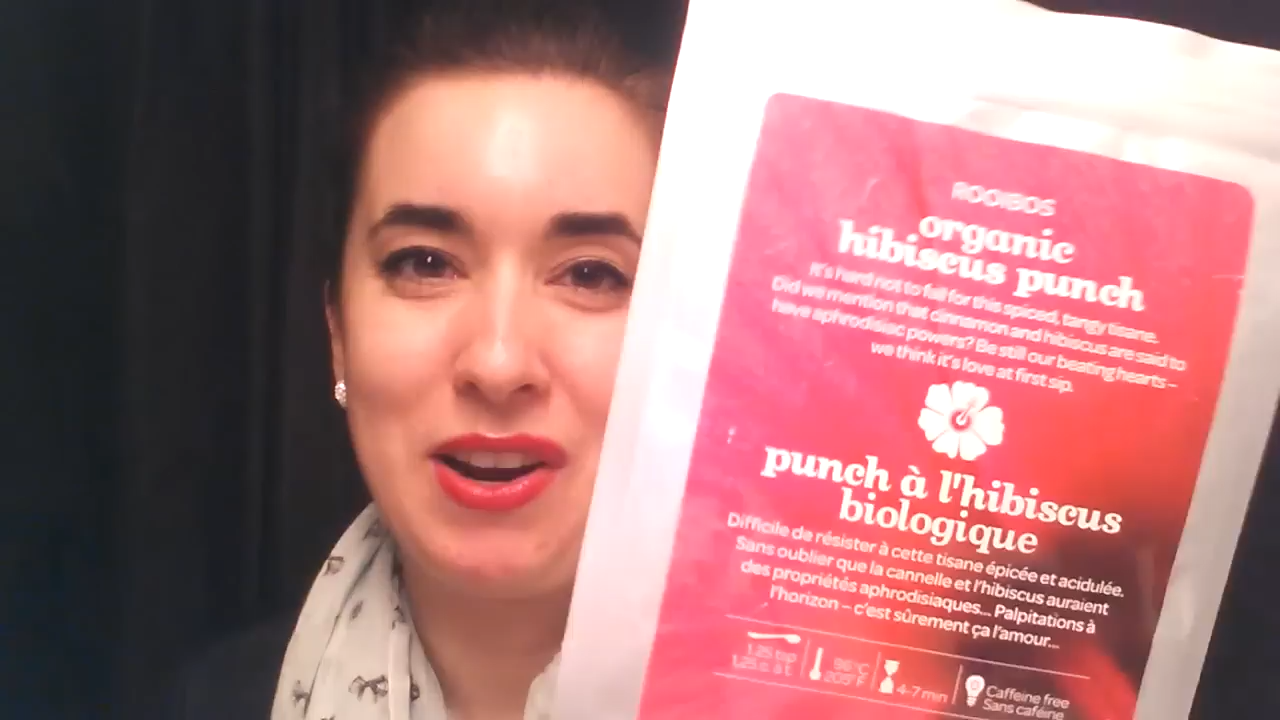 ROOIBOS
organic
hibiscus punch
It's hard not to fall for this spiced, tangy tisane.
Did we mention that cinnamon and hibiscus are said to
have aphrodisiac powers? Be still our beating hearts –
we think it's love at first sip.
punch à l'hibiscus
biologique
Difficile de résister à cette tisane épicée et acidulée.
Sans oublier que la cannelle et l'hibiscus auraient
des propriétés aphrodisiaques... Palpitations à
l'horizon – c'est sûrement ça l'amour...
1,25 tsp
1,25 c. à t.
96°C
205°F
4-7 min
Caffeine free
Sans caféine